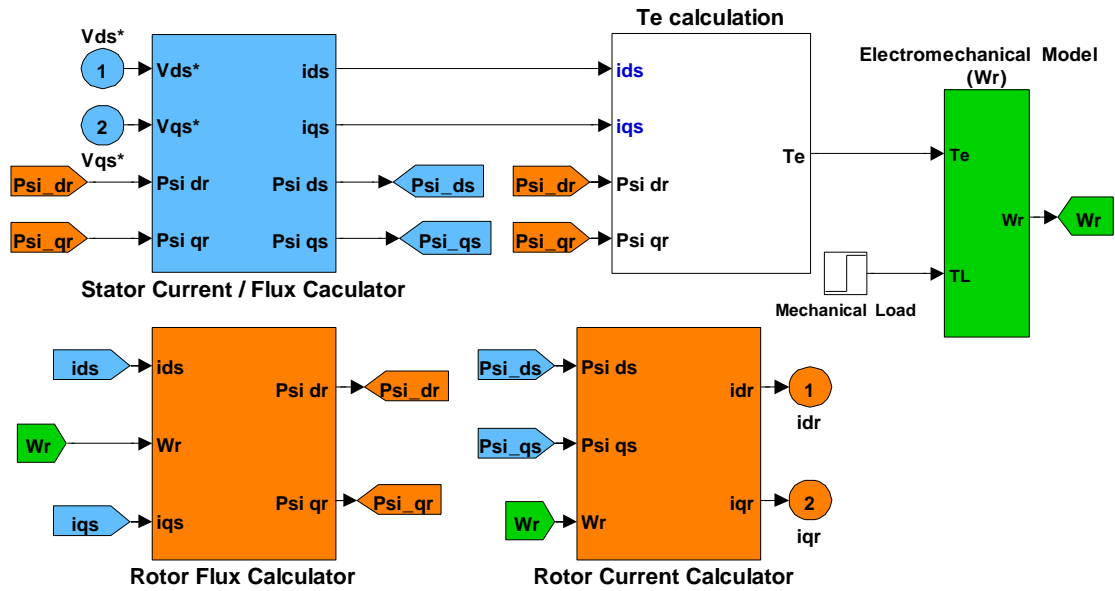 Te calculation
Vds*
1
Vds*
ids
ids
Electromechanical Model
(Wr)
2
Vqs*
iqs
iqs
Vqs*
Te
Te
Psi_dr
Psi dr
Psi ds
Psi_ds
Psi_dr
Psi dr
Psi_qr
Psi qr
Psi qs
Psi_qs
Psi_qr
Psi qr
Wr
Wr
TL
Stator Current / Flux Caculator
Mechanical Load
ids
ids
Psi dr
Psi_dr
Wr
Wr
iqs
iqs
Psi qr
Psi_qr
Rotor Flux Calculator
Psi_ds
Psi ds
idr
1
idr
Psi_qs
Psi qs
Wr
Wr
iqr
2
iqr
Rotor Current Calculator